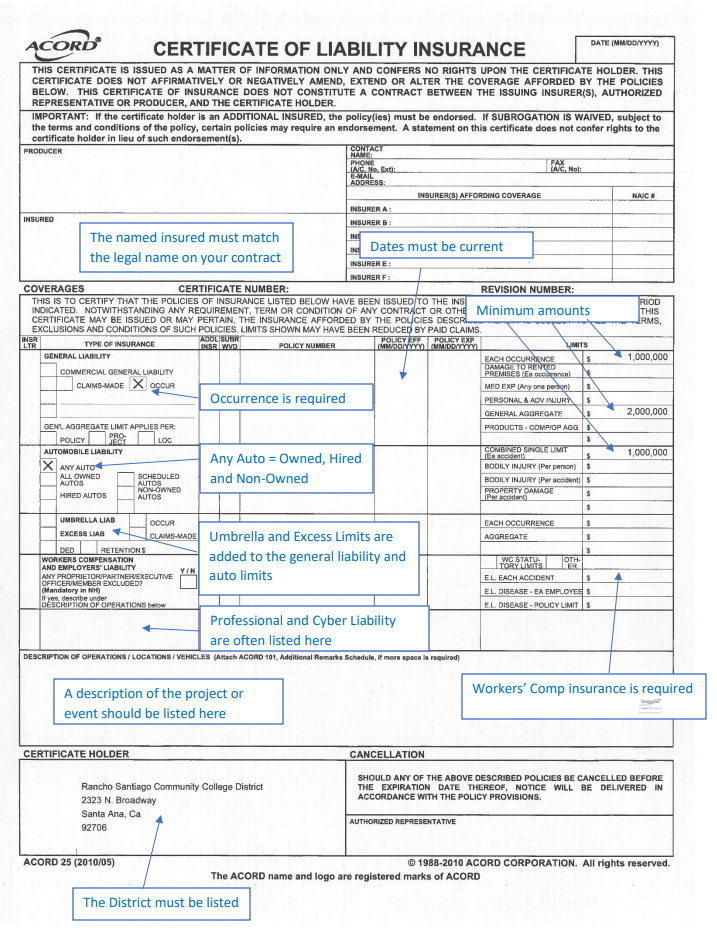 ACORD®
CERTIFICATE OF LIABILITY INSURANCE
DATE (MM/DD/YYYY)
THIS CERTIFICATE IS ISSUED AS A MATTER OF INFORMATION ONLY AND CONFERS NO RIGHTS UPON THE CERTIFICATE HOLDER. THIS
CERTIFICATE DOES NOT AFFIRMATIVELY OR NEGATIVELY AMEND, EXTEND OR ALTER THE COVERAGE AFFORDED BY THE POLICIES
BELOW. THIS CERTIFICATE OF INSURANCE DOES NOT CONSTITUTE A CONTRACT BETWEEN THE ISSUING INSURER(S), AUTHORIZED
REPRESENTATIVE OR PRODUCER, AND THE CERTIFICATE HOLDER.
IMPORTANT: If the certificate holder is an ADDITIONAL INSURED, the policy(ies) must be endorsed. If SUBROGATION IS WAIVED, subject to
the terms and conditions of the policy, certain policies may require an endorsement. A statement on this certificate does not confer rights to the
certificate holder in lieu of such endorsement(s).
PRODUCER
CONTACT
NAME:
PHONE
(A/C, No, Ext):
FAX
(A/C, No):
E-MAIL
ADDRESS:
INSURER(S) AFFORDING COVERAGE
NAIC #
INSURER A :
INSURED
INSURER B :
The named insured must match
the legal name on your contract
Dates must be current
INSURER E :
INSURER F :
COVERAGES
CERTIFICATE NUMBER:
REVISION NUMBER:
THIS IS TO CERTIFY THAT THE POLICIES OF INSURANCE LISTED BELOW HAVE BEEN ISSUED TO THE INS RIOD
INDICATED. NOTWITHSTANDING ANY REQUIREMENT, TERM OR CONDITION OF ANY CONTRACT OR OTHE THIS
CERTIFICATE MAY BE ISSUED OR MAY PERTAIN, THE INSURANCE AFFORDED BY THE POLICIES DESCR TERMS,
EXCLUSIONS AND CONDITIONS OF SUCH POLICIES. LIMITS SHOWN MAY HAVE BEEN REDUCED BY PAID CLAIMS.
Minimum amounts
INSR
LTR
TYPE OF INSURANCE
ADDL SUBR
INSR WVD
POLICY NUMBER
POLICY EFF
(MM/DD/YYYY)
POLICY EXP
(MM/DD/YYYY)
LIMITS
GENERAL LIABILITY
COMMERCIAL GENERAL LIABILITY
CLAIMS-MADE X OCCUR
Occurrence is required
GEN'L AGGREGATE LIMIT APPLIES PER:
POLICY PRO-JECT LOC
EACH OCCURRENCE $ 1,000,000
DAMAGE TO RENTED
PREMISES (Ea occurrence) $
MED EXP (Any one person) $
PERSONAL & ADV INJURY $
GENERAL AGGREGATE $ 2,000,000
PRODUCTS - COMP/OP AGG $
$
AUTOMOBILE LIABILITY
X ANY AUTO
ALL OWNED
AUTOS
SCHEDULED
AUTOS
HIRED AUTOS
NON-OWNED
AUTOS
Any Auto = Owned, Hired
and Non-Owned
COMBINED SINGLE LIMIT
(Ea accident) $ 1,000,000
BODILY INJURY (Per person) $
BODILY INJURY (Per accident) $
PROPERTY DAMAGE
(Per accident) $
$
UMBRELLA LIAB OCCUR
EXCESS LIAB CLAIMS-MADE
DED RETENTION $
Umbrella and Excess Limits are
added to the general liability and
auto limits
EACH OCCURRENCE $
AGGREGATE $
$
WORKERS COMPENSATION
AND EMPLOYERS' LIABILITY
Y / N
ANY PROPRIETOR/PARTNER/EXECUTIVE
OFFICER/MEMBER EXCLUDED?
(Mandatory in NH)
If yes, describe under
DESCRIPTION OF OPERATIONS below
WC STATU-
TORY LIMITS
OTH-
ER
E.L. EACH ACCIDENT $
E.L. DISEASE - EA EMPLOYEE $
E.L. DISEASE - POLICY LIMIT $
Professional and Cyber Liability
are often listed here
DESCRIPTION OF OPERATIONS / LOCATIONS / VEHICLES (Attach ACORD 101, Additional Remarks Schedule, if more space is required)
A description of the project or
event should be listed here
Workers' Comp insurance is required
CERTIFICATE HOLDER
CANCELLATION
Rancho Santiago Community College District
2323 N. Broadway
Santa Ana, Ca
92706
SHOULD ANY OF THE ABOVE DESCRIBED POLICIES BE CANCELLED BEFORE
THE EXPIRATION DATE THEREOF, NOTICE WILL BE DELIVERED IN
ACCORDANCE WITH THE POLICY PROVISIONS.
AUTHORIZED REPRESENTATIVE
ACORD 25 (2010/05)
© 1988-2010 ACORD CORPORATION. All rights reserved.
The ACORD name and logo are registered marks of ACORD
The District must be listed